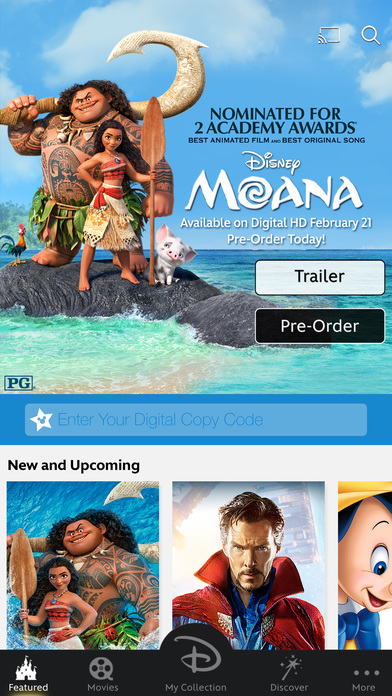 NOMINATED FOR
2 ACADEMY AWARDS®
BEST ANIMATED FILM AND BEST ORIGINAL SONG
Disney
MOANA
Available on Digital HD February 21
Pre-Order Today!
Trailer
Pre-Order
PG
Enter Your Digital Copy Code
New and Upcoming
Featured
Movies
My Collection
Discover
More